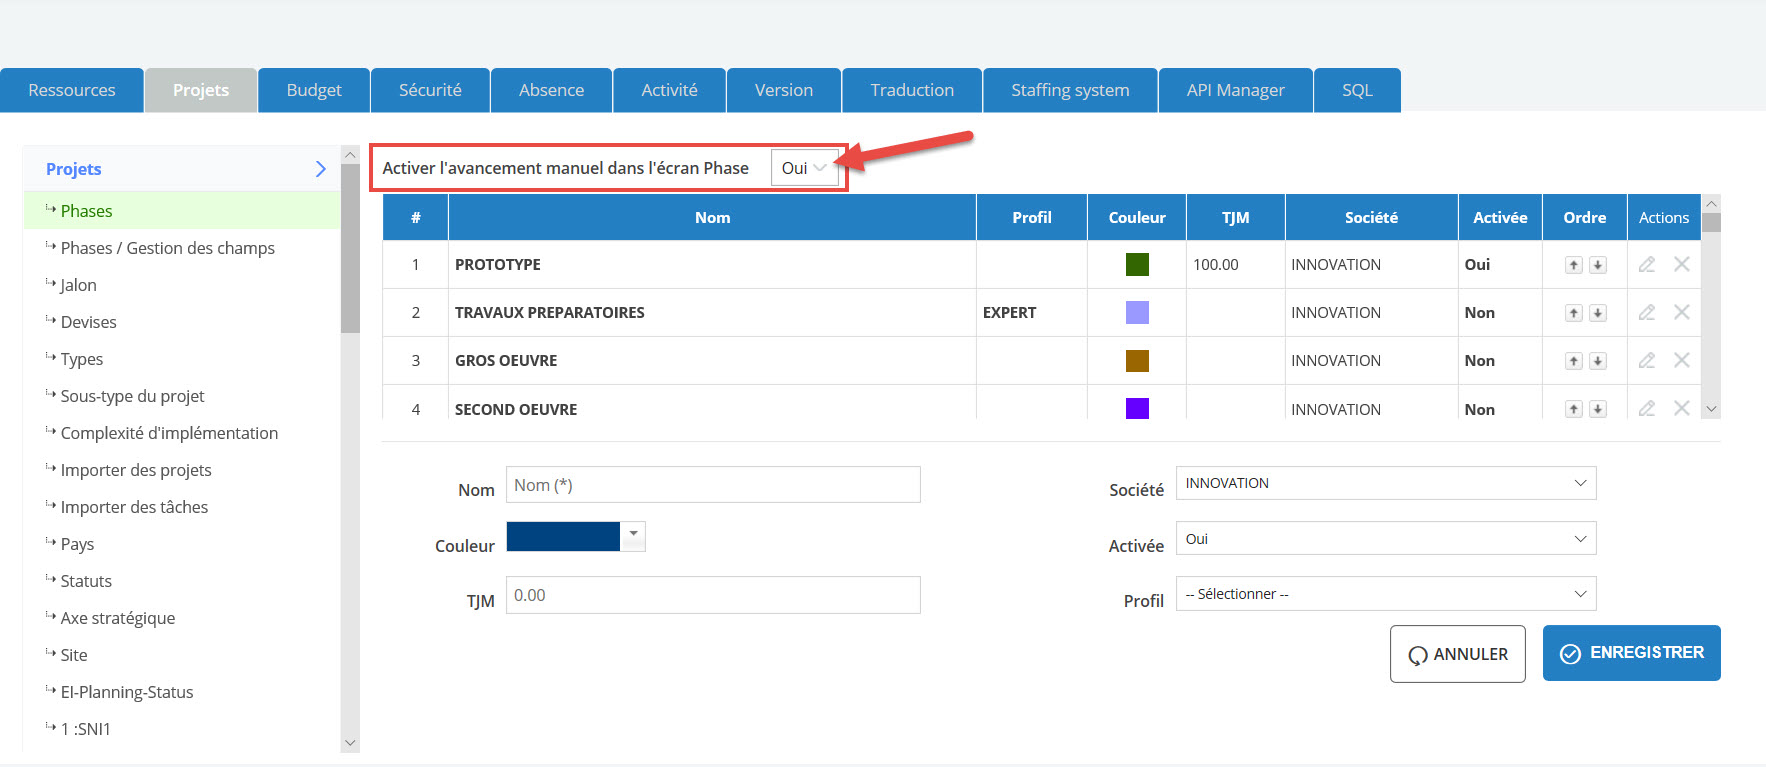 Ressources Projets Budget Sécurité Absence Activité Version Traduction Staffing system API Manager SQL
Projets
Phases
Phases / Gestion des champs
Jalon
Devises
Types
Sous-type du projet
Complexité d'implémentation
Importer des projets
Importer des tâches
Pays
Statuts
Axe stratégique
Site
EI-Planning-Status
1 :SNI1
Activer l'avancement manuel dans l'écran Phase Oui
# Nom Profil Couleur TJM Société Activée Ordre Actions
1 PROTOTYPE 100.00 INNOVATION Oui
2 TRAVAUX PREPARATOIRES EXPERT INNOVATION Non
3 GROS OEUVRE INNOVATION Non
4 SECOND OEUVRE INNOVATION Non
Nom Nom (*)
Société INNOVATION
Couleur
Activée Oui
TJM 0.00
Profil -- Sélectionner --
ANNULER ENREGISTRER